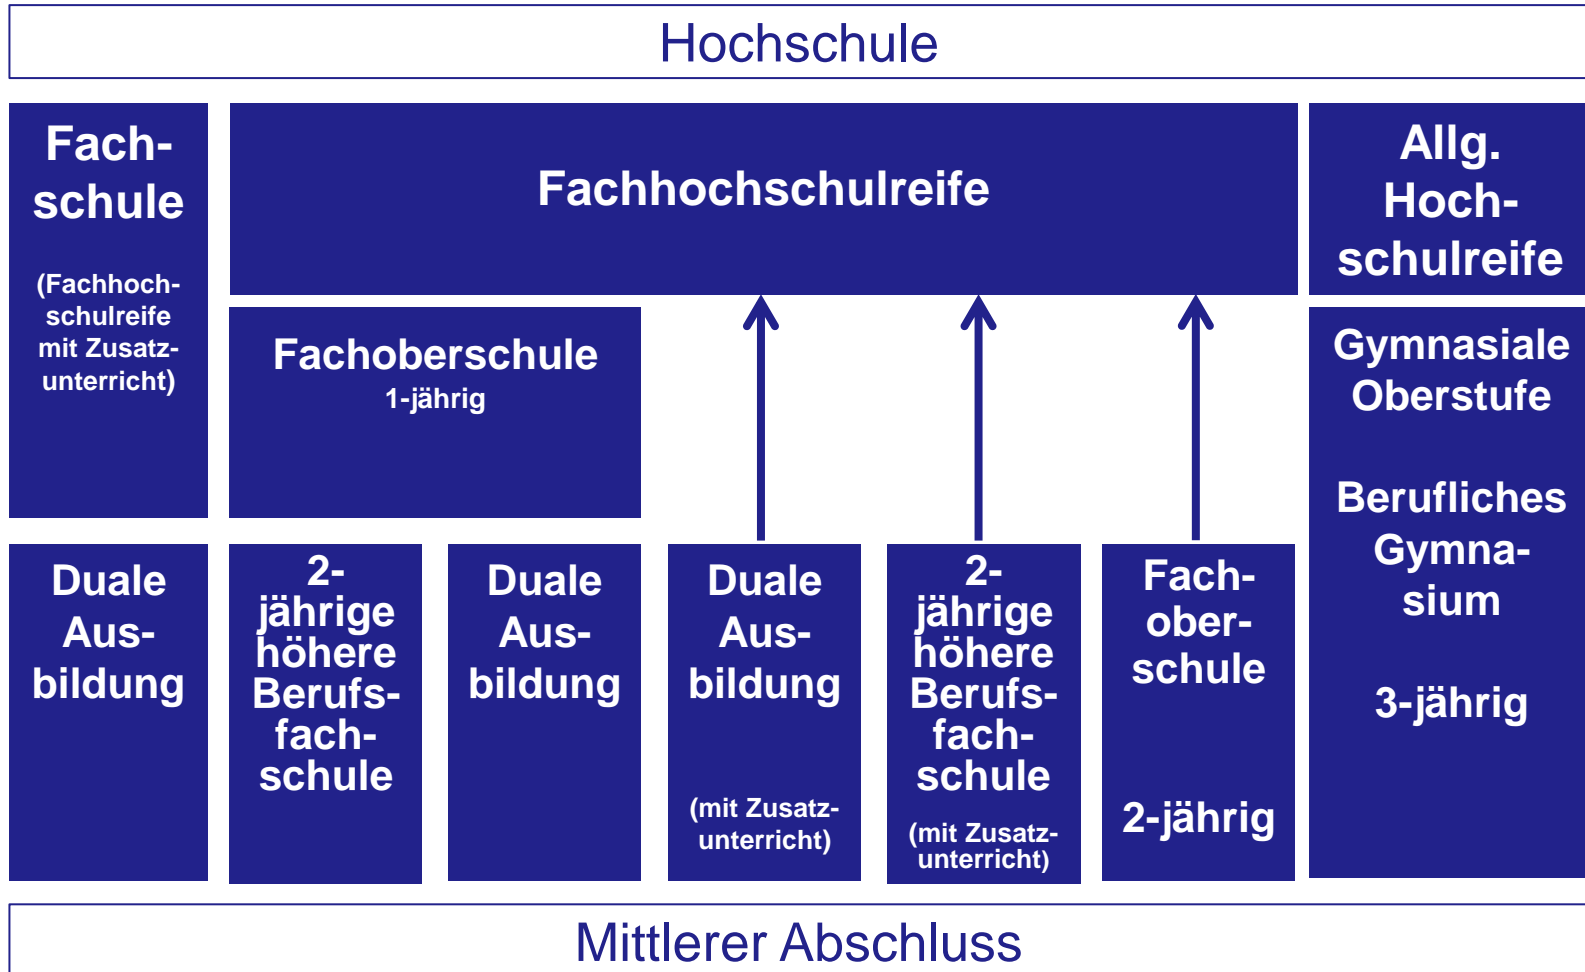 Hochschule
Fach-
schule
(Fachhoch-
schulreife
mit Zusatz-
unterricht)
Fachhochschulreife
Allg.
Hoch-
schulreife
Fachoberschule
1-jährig
Gymnasiale
Oberstufe
Berufliches
Gymna-
sium
3-jährig
Duale
Aus-
bildung
2-
jährige
höhere
Berufs-
fach-
schule
Duale
Aus-
bildung
Duale
Aus-
bildung
(mit Zusatz-
unterricht)
2-
jährige
höhere
Berufs-
fach-
schule
(mit Zusatz-
unterricht)
Fach-
ober-
schule
2-jährig
Mittlerer Abschluss